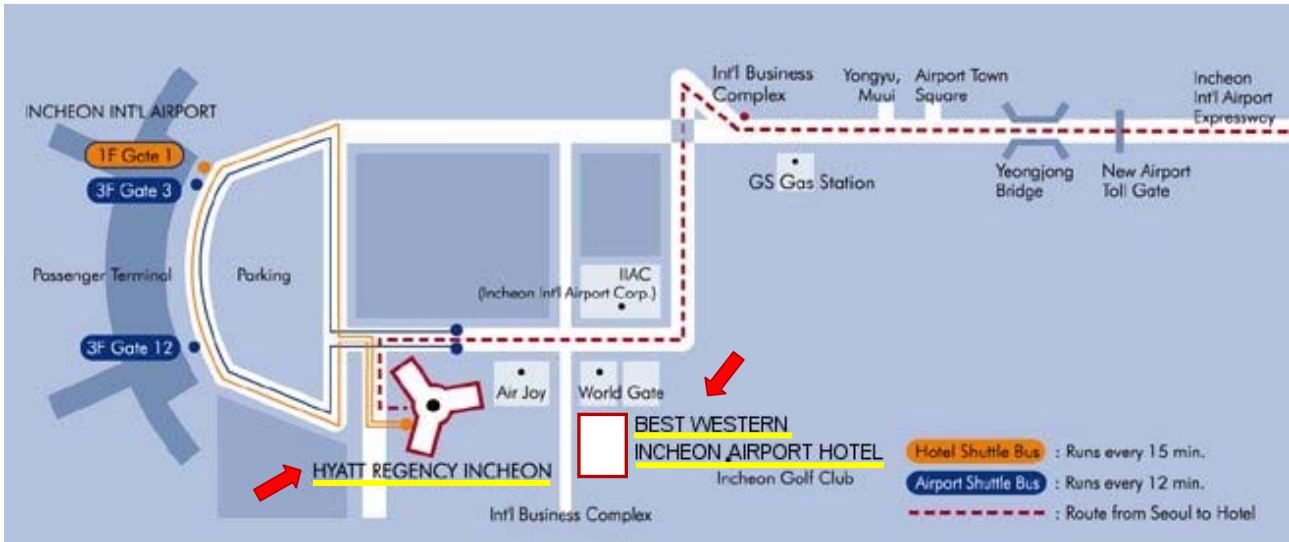 INCHEON INT'L AIRPORT
1F Gate 1
3F Gate 3
Passenger Terminal
Parking
3F Gate 12
Int'l Business
Complex
Yongyu,
Muui
Airport Town
Square
Incheon
Int'l Airport
Expressway
GS Gas Station
Yeongjong
Bridge
New Airport
Toll Gate
IIAC
(Incheon Int'l Airport Corp.)
Air Joy
World Gate
BEST WESTERN
INCHEON AIRPORT HOTEL
Incheon Golf Club
HYATT REGENCY INCHEON
Int'l Business Complex
Hotel Shuttle Bus : Runs every 15 min.
Airport Shuttle Bus : Runs every 12 min.
: Route from Seoul to Hotel